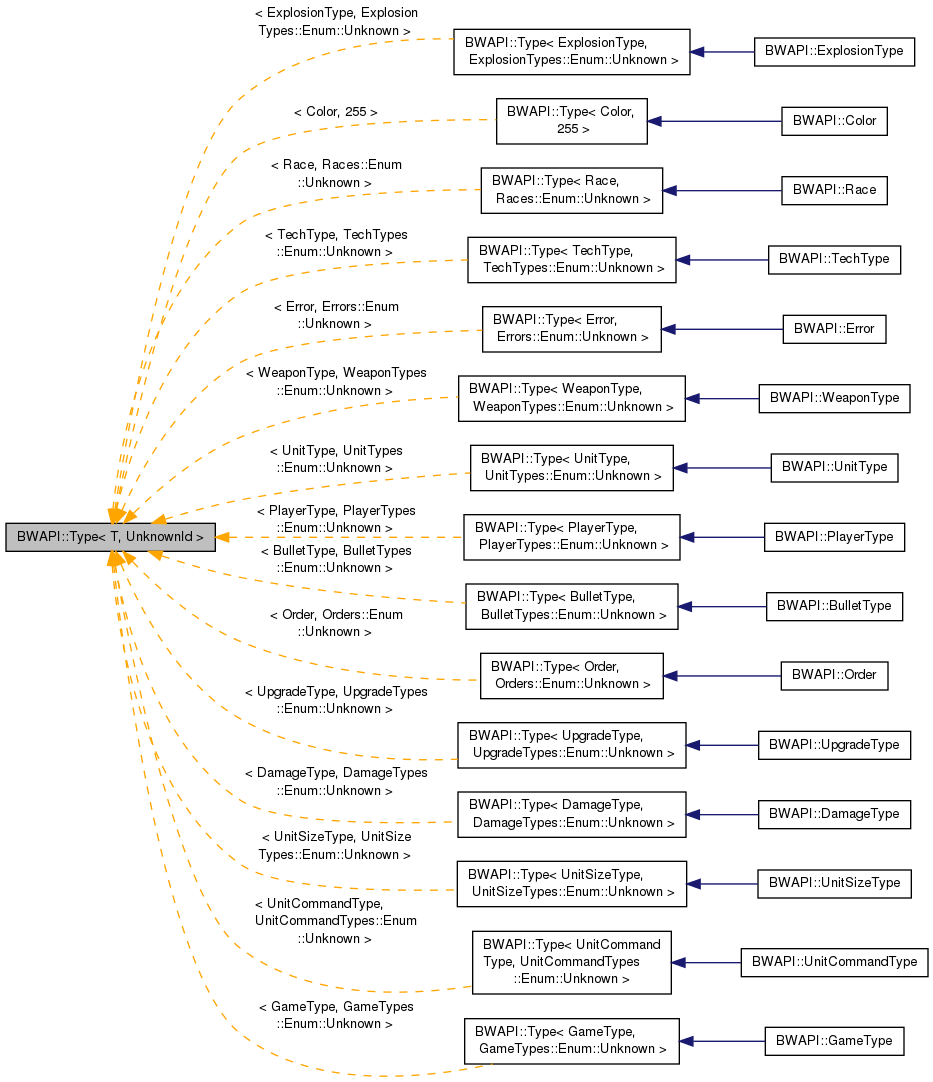 < ExplosionType, Explosion
Types::Enum::Unknown >
BWAPI::Type< ExplosionType,
ExplosionTypes::Enum::Unknown >
BWAPI::ExplosionType
< Color, 255 >
BWAPI::Type< Color,
255 >
BWAPI::Color
< Race, Races::Enum
::Unknown >
BWAPI::Type< Race,
Races::Enum::Unknown >
BWAPI::Race
< TechType, TechTypes
::Enum::Unknown >
BWAPI::Type< TechType,
TechTypes::Enum::Unknown >
BWAPI::TechType
< Error, Errors::Enum
::Unknown >
BWAPI::Type< Error,
Errors::Enum::Unknown >
BWAPI::Error
< WeaponType, WeaponTypes
::Enum::Unknown >
BWAPI::Type< WeaponType,
WeaponTypes::Enum::Unknown >
BWAPI::WeaponType
< UnitType, UnitTypes
::Enum::Unknown >
BWAPI::Type< UnitType,
UnitTypes::Enum::Unknown >
BWAPI::UnitType
BWAPI::Type< T, UnknownId >
< PlayerType, PlayerTypes
::Enum::Unknown >
BWAPI::Type< PlayerType,
PlayerTypes::Enum::Unknown >
BWAPI::PlayerType
< BulletType, BulletTypes
::Enum::Unknown >
BWAPI::Type< BulletType,
BulletTypes::Enum::Unknown >
BWAPI::BulletType
< Order, Orders::Enum
::Unknown >
BWAPI::Type< Order,
Orders::Enum::Unknown >
BWAPI::Order
< UpgradeType, UpgradeTypes
::Enum::Unknown >
BWAPI::Type< UpgradeType,
UpgradeTypes::Enum::Unknown >
BWAPI::UpgradeType
< DamageType, DamageTypes
::Enum::Unknown >
BWAPI::Type< DamageType,
DamageTypes::Enum::Unknown >
BWAPI::DamageType
< UnitSizeType, UnitSize
Types::Enum::Unknown >
BWAPI::Type< UnitSizeType,
UnitSizeTypes::Enum::Unknown >
BWAPI::UnitSizeType
< UnitCommandType,
UnitCommandTypes::Enum
::Unknown >
BWAPI::Type< UnitCommand
Type, UnitCommandTypes
::Enum::Unknown >
BWAPI::UnitCommandType
< GameType, GameTypes
::Enum::Unknown >
BWAPI::Type< GameType,
GameTypes::Enum::Unknown >
BWAPI::GameType